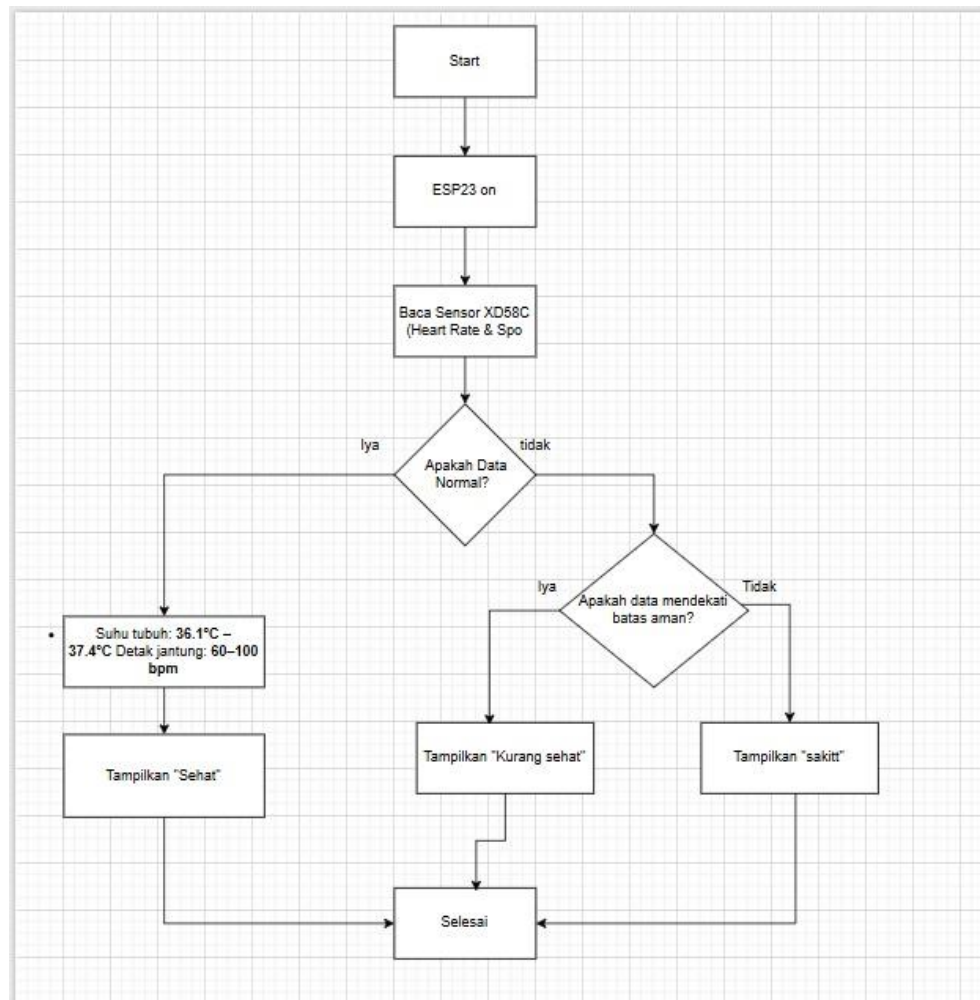 Start
ESP23 on
Baca Sensor XD58C
(Heart Rate & Spo
Iya
tidak
Apakah Data
Normal?
Iya
Tidak
Apakah data mendekati
batas aman?
• Suhu tubuh: 36.1°C –
37.4°C Detak jantung: 60–100
bpm
Tampilkan "Kurang sehat"
Tampilkan "sakitt"
Tampilkan "Sehat"
Selesai